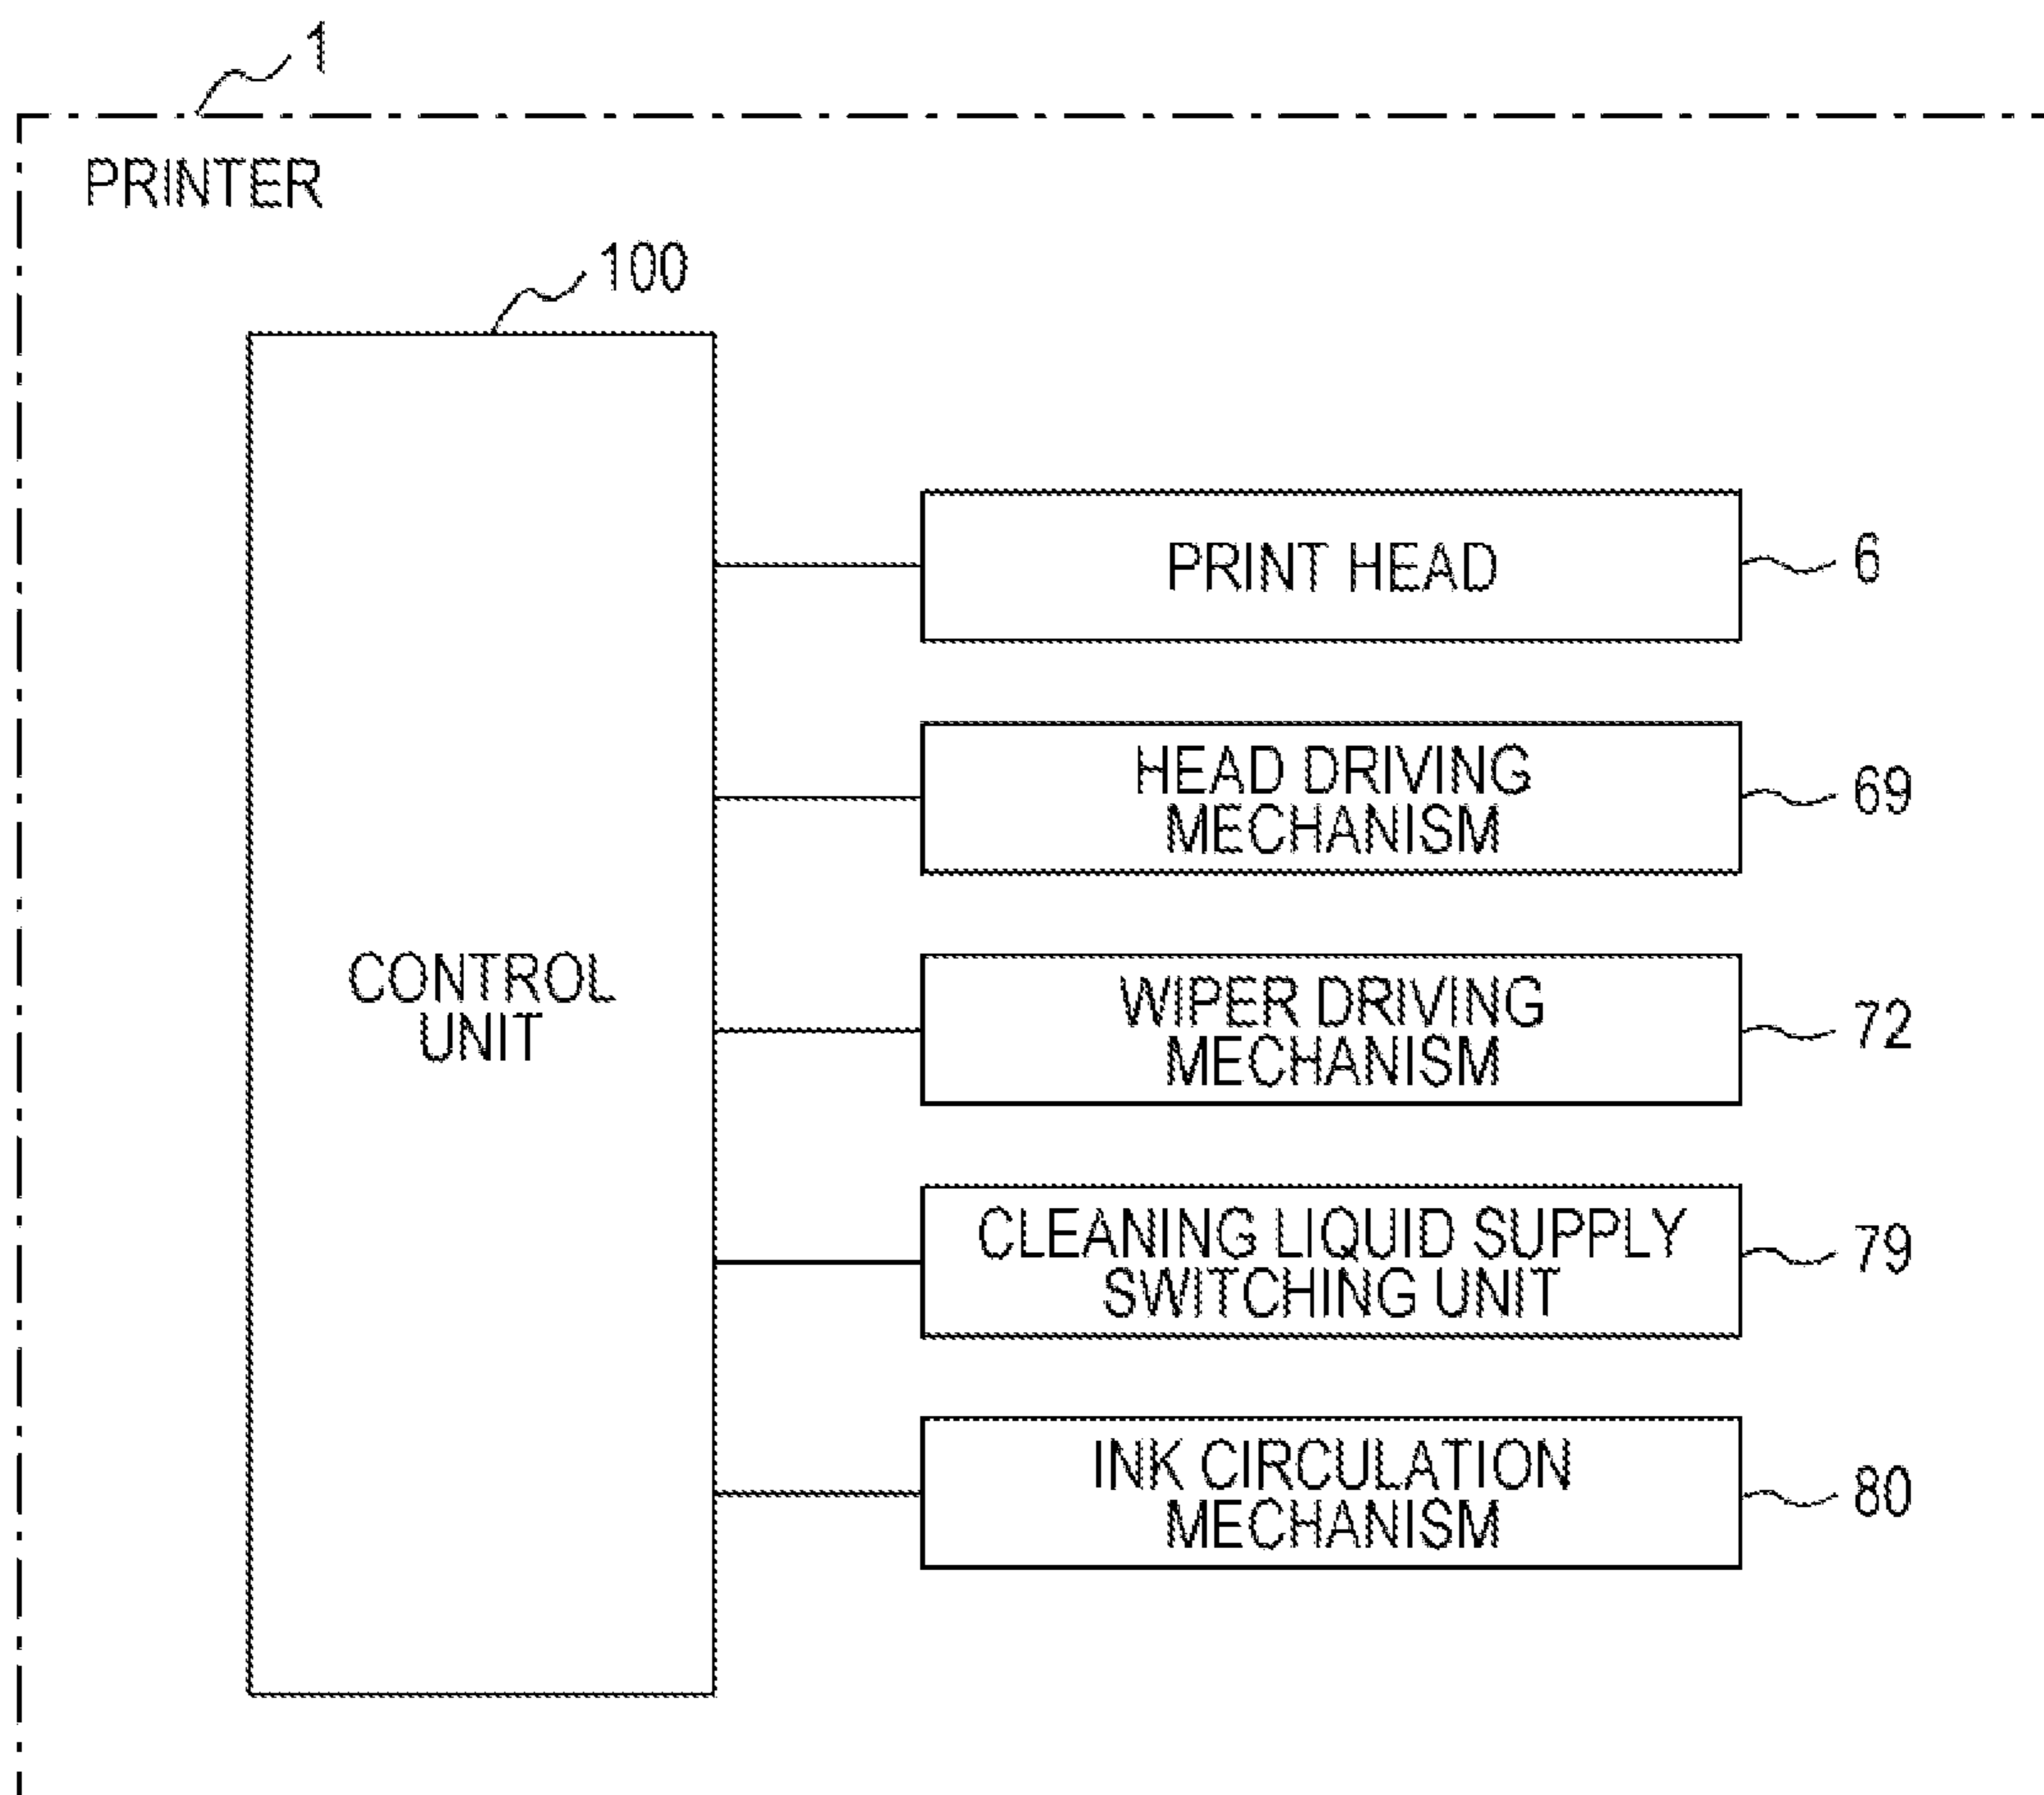 1
PRINTER
100
CONTROL
UNIT
PRINT HEAD
6
HEAD DRIVING
MECHANISM
69
WIPER DRIVING
MECHANISM
72
CLEANING LIQUID SUPPLY
SWITCHING UNIT
79
INK CIRCULATION
MECHANISM
80